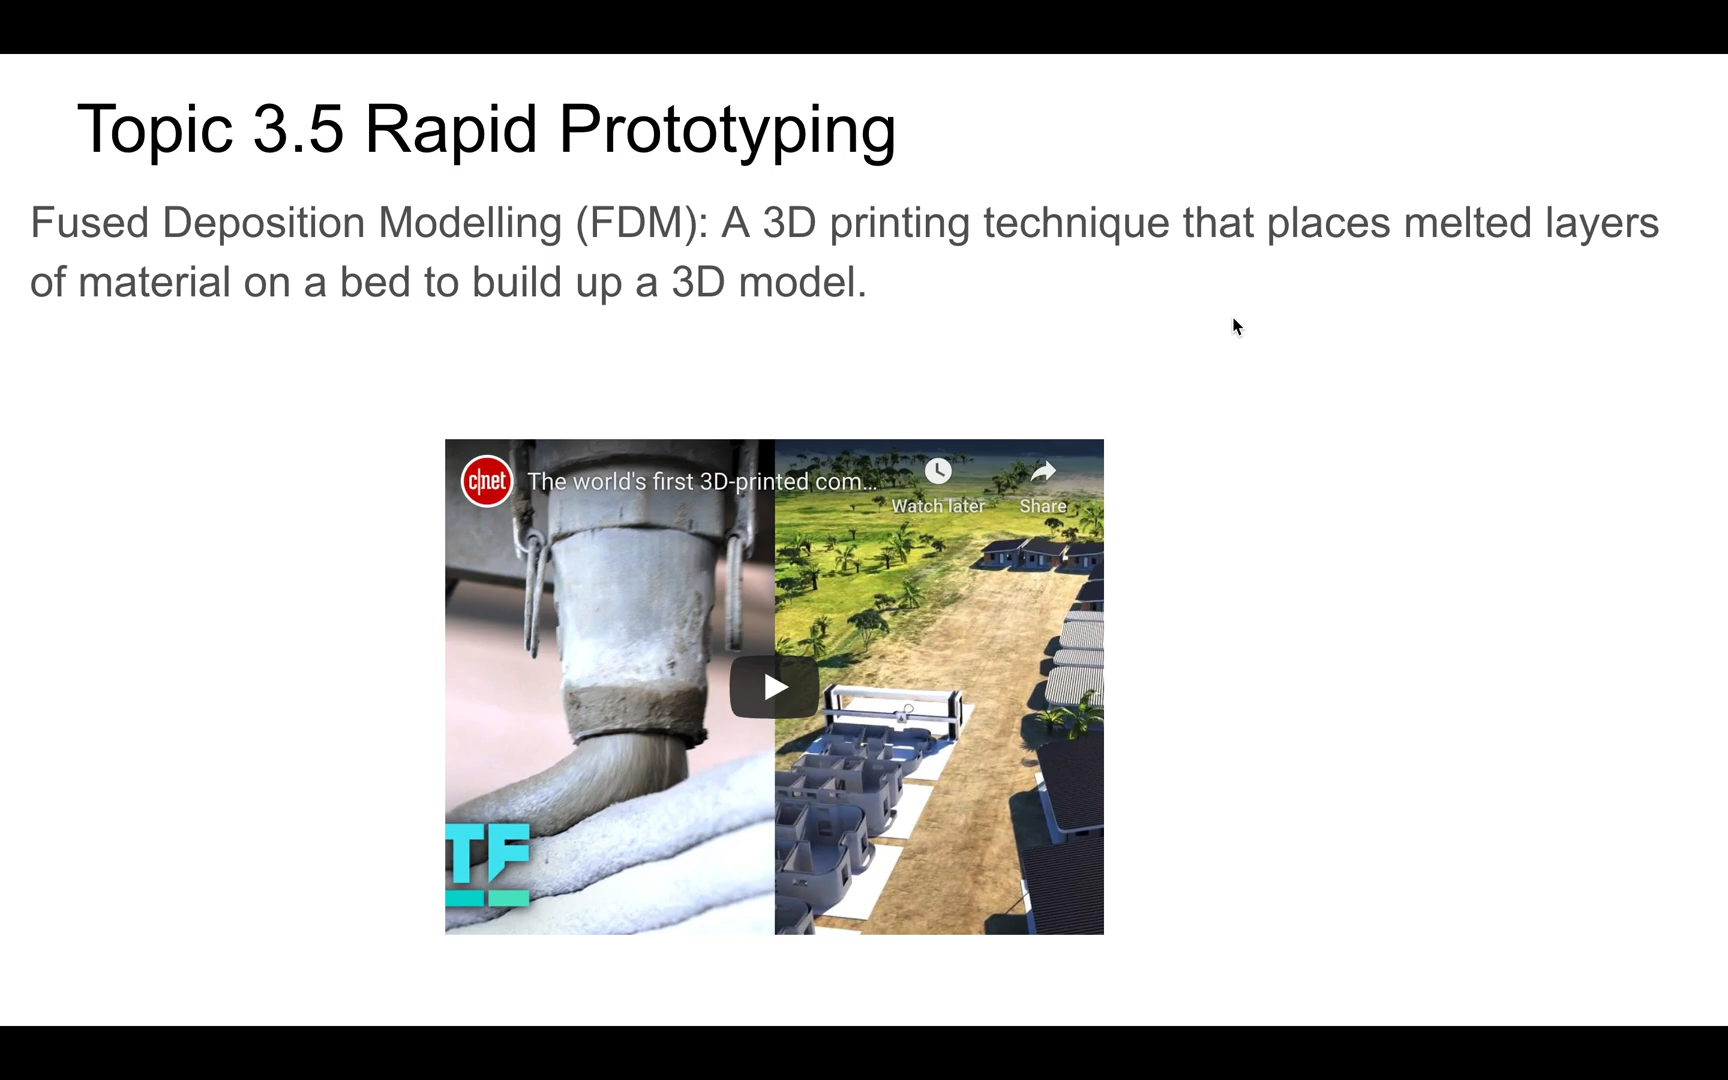 Topic 3.5 Rapid Prototyping
Fused Deposition Modelling (FDM): A 3D printing technique that places melted layers
of material on a bed to build up a 3D model.
c|net
The world's first 3D-printed com...
Watch later
Share
TF